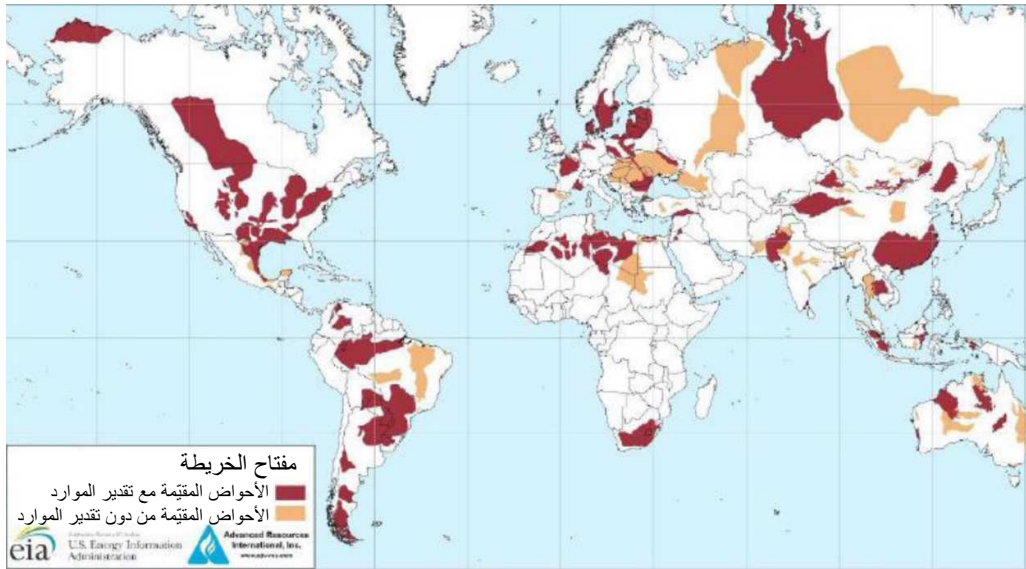 مفتاح الخريطة
الأحواض المقيّمة مع تقدير الموارد
الأحواض المقيّمة من دون تقدير الموارد
eia
U.S. Energy Information
Administration
Advanced Resources
International, Inc.